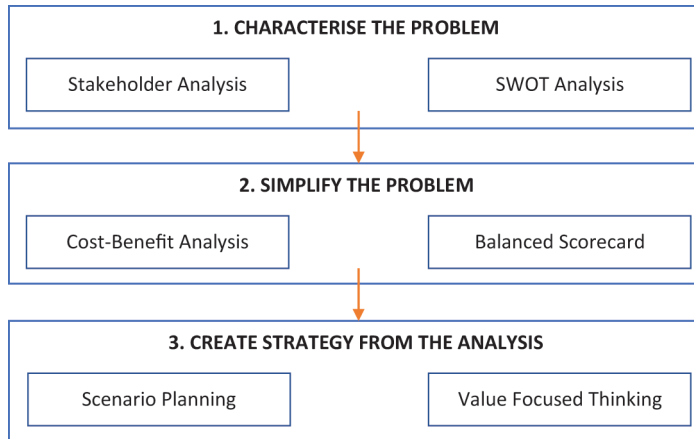 1. CHARACTERISE THE PROBLEM
Stakeholder Analysis
SWOT Analysis
2. SIMPLIFY THE PROBLEM
Cost-Benefit Analysis
Balanced Scorecard
3. CREATE STRATEGY FROM THE ANALYSIS
Scenario Planning
Value Focused Thinking